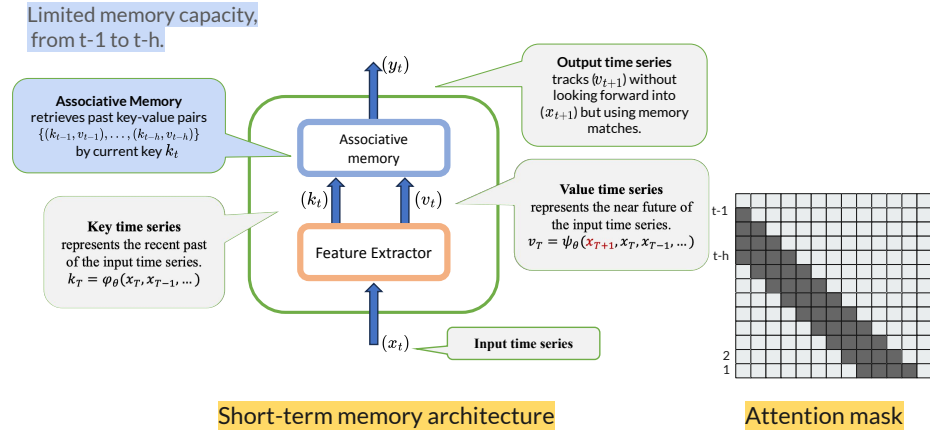 Limited memory capacity,
from t-1 to t-h.
(y_t)
Output time series
tracks (v_{t+1}) without
looking forward into
(x_{t+1}) but using memory
matches.
Associative Memory
retrieves past key-value pairs
{(k_{t-1}, v_{t-1}), . . . , (k_{t-h}, v_{t-h})}
by current key k_t
Associative
memory
(k_t)
(v_t)
Key time series
represents the recent past
of the input time series.
k_T = φ_θ(x_T, x_{T-1}, ...)
Feature Extractor
Value time series
represents the near future of
the input time series.
v_T = ψ_θ(x_{T+1}, x_T, x_{T-1}, ...)
(x_t)
Input time series
t-1
t-h
2
1
Short-term memory architecture
Attention mask